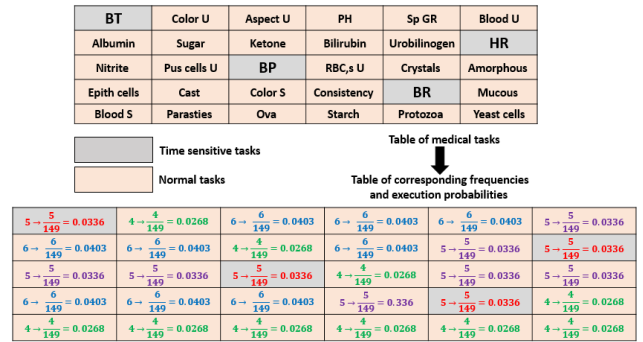 BT Color U Aspect U PH Sp GR Blood U
Albumin Sugar Ketone Bilirubin Urobilinogen HR
Nitrite Pus cells U BP RBC,s U Crystals Amorphous
Epith cells Cast Color S Consistency BR Mucous
Blood S Parasties Ova Starch Protozoa Yeast cells
Time sensitive tasks
Normal tasks
Table of medical tasks
Table of corresponding frequencies
and execution probabilities
5 → 5/149 = 0.0336 4 → 4/149 = 0.0268 6 → 6/149 = 0.0403 6 → 6/149 = 0.0403 6 → 6/149 = 0.0403 5 → 5/149 = 0.0336
6 → 6/149 = 0.0403 6 → 6/149 = 0.0403 4 → 4/149 = 0.0268 6 → 6/149 = 0.0403 5 → 5/149 = 0.0336 5 → 5/149 = 0.0336
5 → 5/149 = 0.0336 5 → 5/149 = 0.0336 5 → 5/149 = 0.0336 4 → 4/149 = 0.0268 5 → 5/149 = 0.0336 5 → 5/149 = 0.0336
6 → 6/149 = 0.0403 6 → 6/149 = 0.0403 6 → 6/149 = 0.0403 5 → 5/149 = 0.336 5 → 5/149 = 0.0336 4 → 4/149 = 0.0268
4 → 4/149 = 0.0268 4 → 4/149 = 0.0268 4 → 4/149 = 0.0268 4 → 4/149 = 0.0268 4 → 4/149 = 0.0268 4 → 4/149 = 0.0268